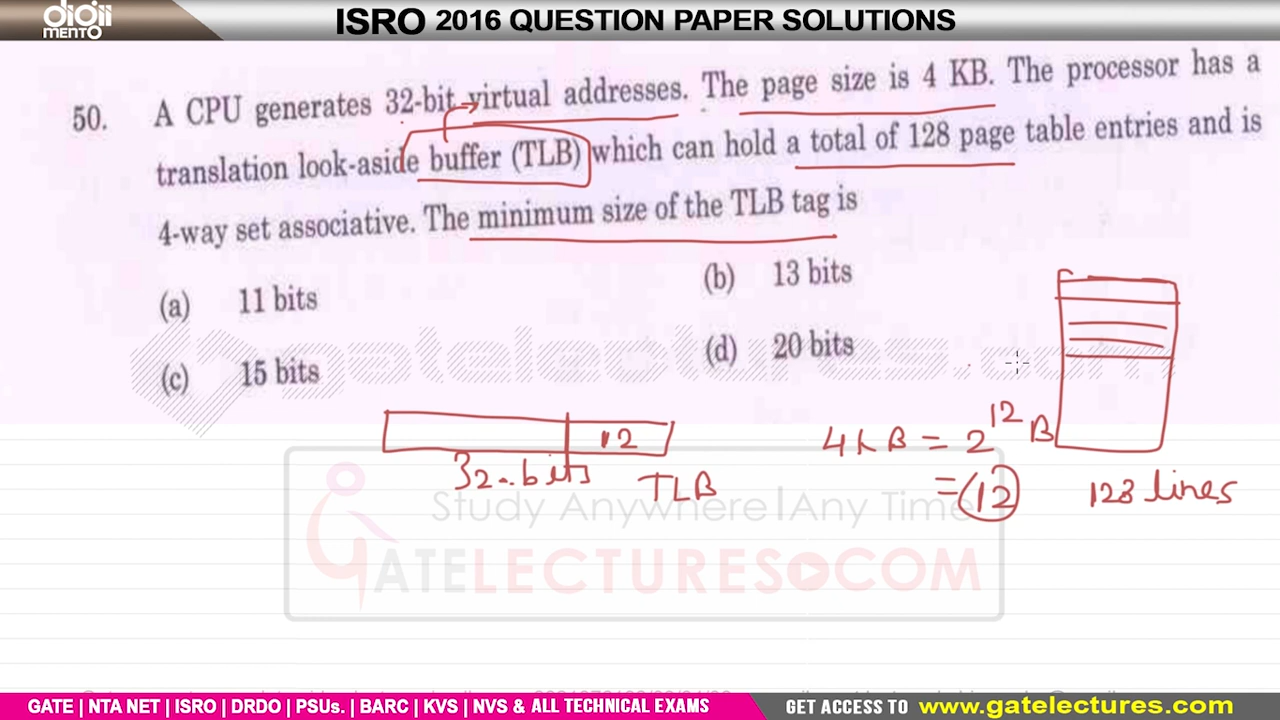 digii
MENTO
ISRO 2016 QUESTION PAPER SOLUTIONS
50. A CPU generates 32-bit virtual addresses. The page size is 4 KB. The processor has a
translation look-aside buffer (TLB) which can hold a total of 128 page table entries and is
4-way set associative. The minimum size of the TLB tag is
(a) 11 bits
(b) 13 bits
(c) 15 bits
(d) 20 bits
gatelectures.com
12
32-bits
TLB
4KB = 2^12 B
= 12
128 lines
Study Anywhere|Any Time
GATELECTURES.COM
GATE | NTA NET | ISRO | DRDO | PSUs. | BARC | KVS | NVS & ALL TECHNICAL EXAMS
GET ACCESS TO www.gatelectures.com